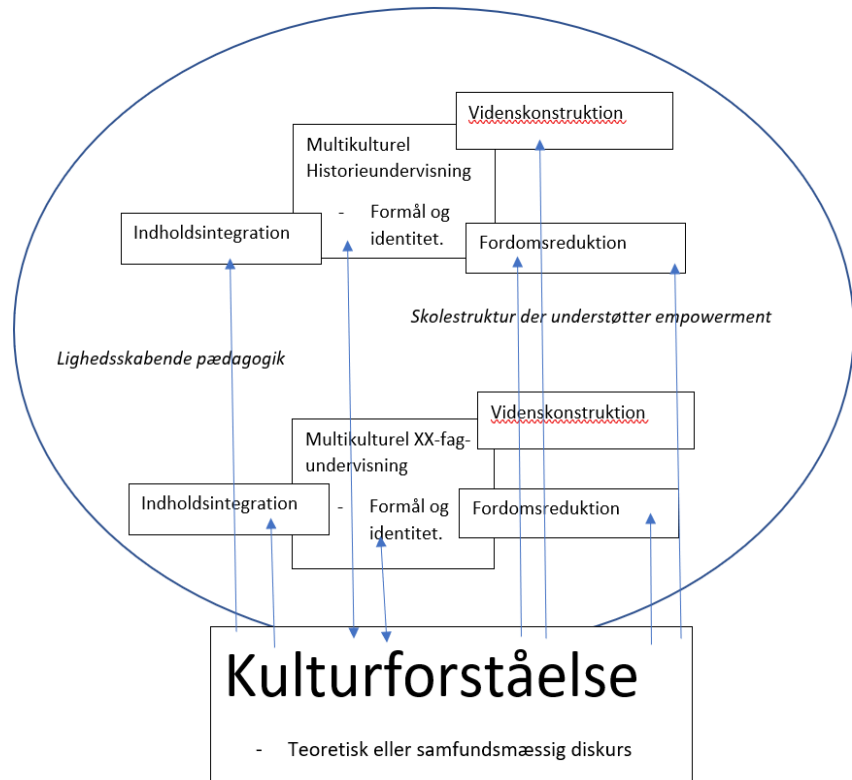 Videnskonstruktion
Multikulturel
Historieundervisning
- Formål og
identitet.
Indholdsintegration
Fordomsreduktion
Skolestruktur der understøtter empowerment
Lighedsskabende pædagogik
Videnskonstruktion
Multikulturel XX-fag-
undervisning
- Formål og
identitet.
Indholdsintegration
Fordomsreduktion
Kulturforståelse
- Teoretisk eller samfundsmæssig diskurs